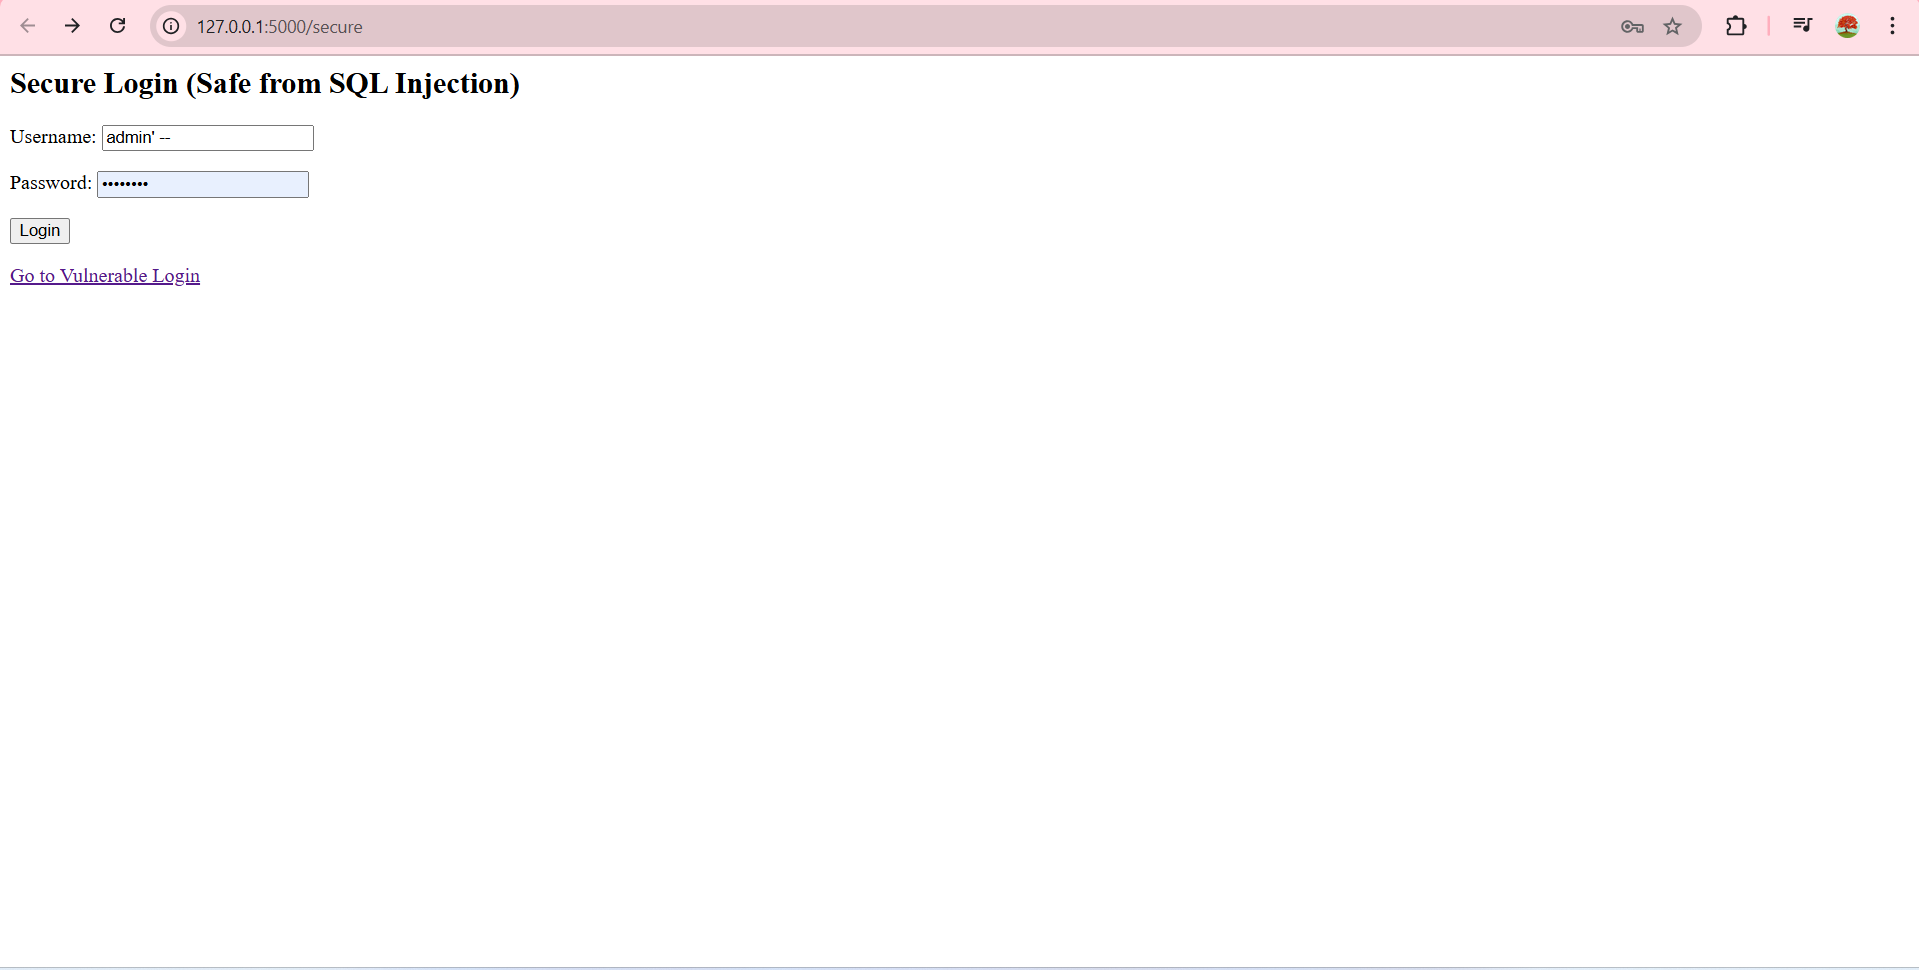 127.0.0.1:5000/secure
Secure Login (Safe from SQL Injection)
Username: admin' --
Password: ••••••••
Login
Go to Vulnerable Login